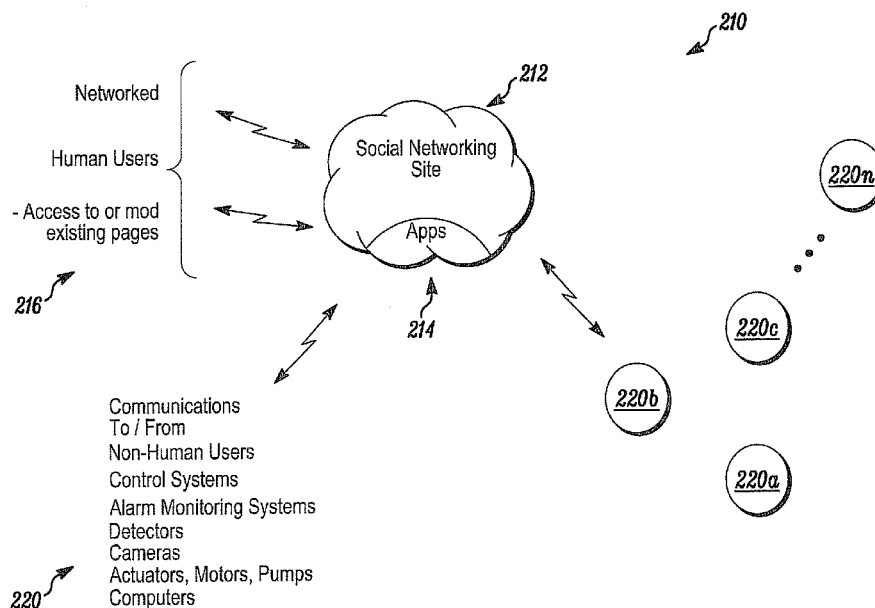 210
212
Networked
Social Networking
Site
Human Users
220n
- Access to or mod
existing pages
Apps
216
214
220c
220b
Communications
To / From
Non-Human Users
Control Systems
220a
Alarm Monitoring Systems
Detectors
Cameras
Actuators, Motors, Pumps
Computers
220